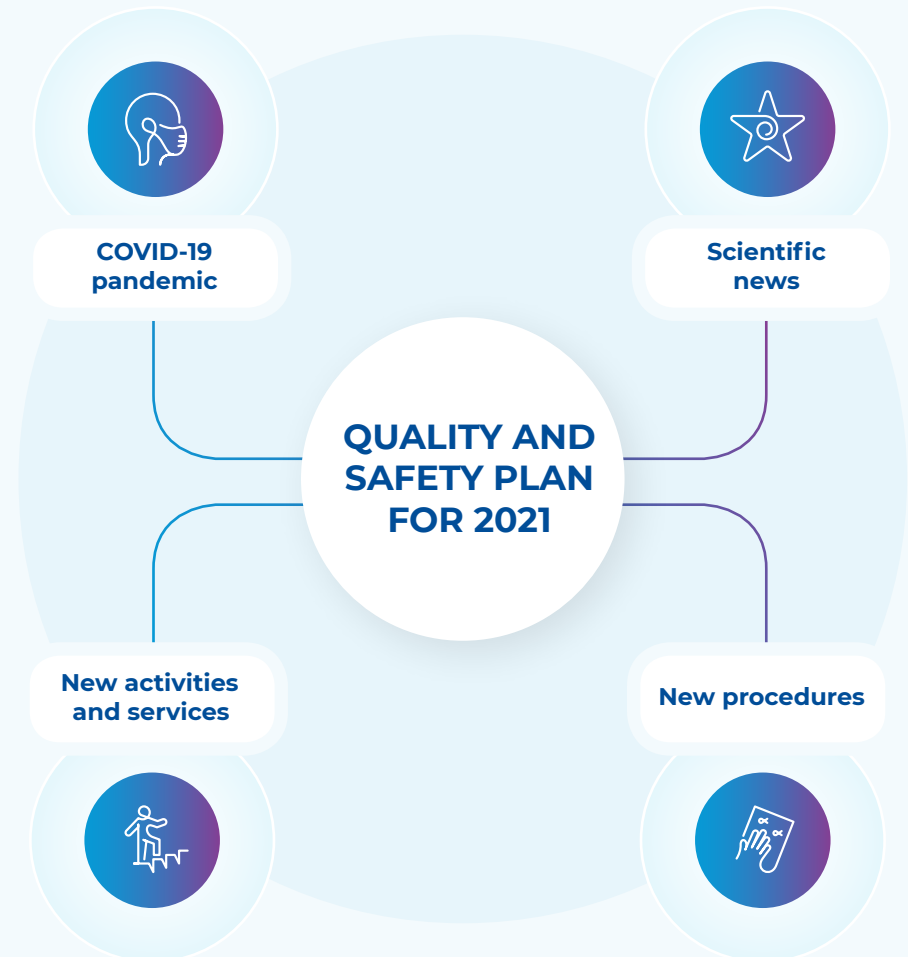 COVID-19
pandemic
Scientific
news
QUALITY AND
SAFETY PLAN
FOR 2021
New activities
and services
New procedures